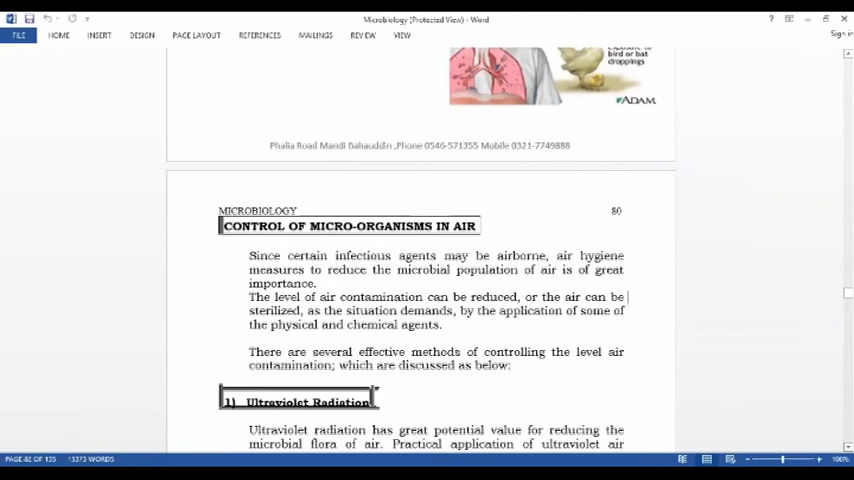 Microbiology (Protected View) - Word
Sign in
FILE HOME INSERT DESIGN PAGE LAYOUT REFERENCES MAILINGS REVIEW VIEW
bird or bat
droppings
ADAM.
Phalia Road Mandi Bahauddin ,Phone 0546-571355 Mobile 0321-7749888
MICROBIOLOGY 80
CONTROL OF MICRO-ORGANISMS IN AIR
Since certain infectious agents may be airborne, air hygiene
measures to reduce the microbial population of air is of great
importance.
The level of air contamination can be reduced, or the air can be
sterilized, as the situation demands, by the application of some of
the physical and chemical agents.
There are several effective methods of controlling the level air
contamination; which are discussed as below:
1) Ultraviolet Radiation
Ultraviolet radiation has great potential value for reducing the
microbial flora of air. Practical application of ultraviolet air
PAGE 82 OF 135 13373 WORDS 100%